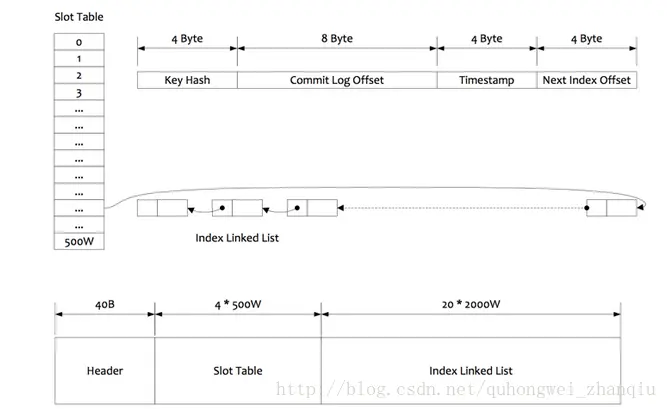 Slot Table
0
1
2
3
...
...
...
...
...
...
...
...
500W
4 Byte 8 Byte 4 Byte 4 Byte
Key Hash Commit Log Offset Timestamp Next Index Offset
Index Linked List
40B 4 * 500W 20 * 2000W
Header Slot Table Index Linked List
http://blog.csdn.net/quhongwei_zhanqiu